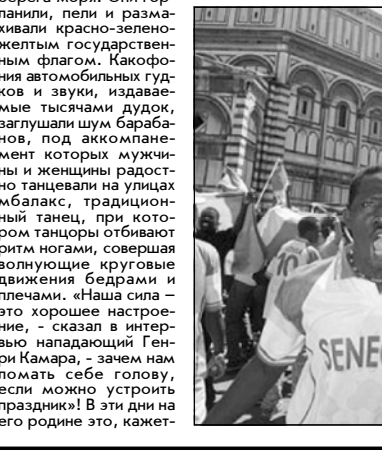 панили, пели и разма-
хивали красно-зелено-
желтым государствен-
ным флагом. Какофо-
ния автомобильных гуд-
ков и звуки, издавае-
мые тысячами дудок,
заглушали шум бараба-
нов, под аккомпане-
мент которых мужчи-
ны и женщины радост-
но танцевали на улицах
мбалакс, традицион-
ный танец, при кото-
ром танцоры отбивают
ритм ногами, совершая
волнующие круговые
движения бедрами и
плечами. «Наша сила –
это хорошее настрое-
ние, - сказал в интер-
вью нападающий Ген-
ри Камара, - зачем нам
ломать себе голову,
если можно устроить
праздник»! В эти дни на
его родине это, кажет-
10
SENE